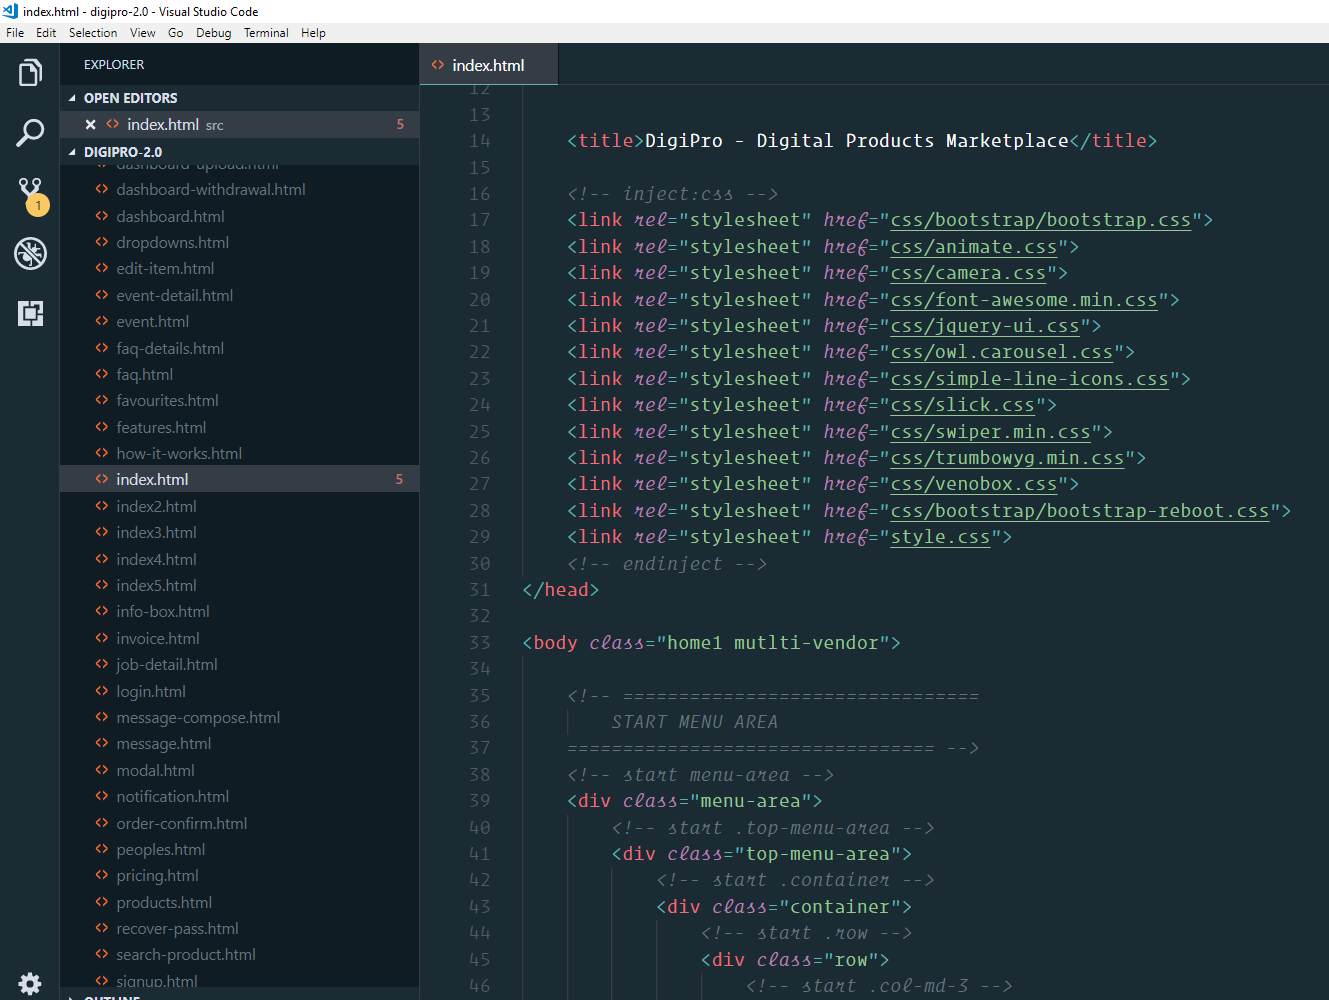 index.html - digipro-2.0 - Visual Studio Code
File Edit Selection View Go Debug Terminal Help
EXPLORER
OPEN EDITORS
index.html src 5
DIGIPRO-2.0
dashboard-upload.html
dashboard-withdrawal.html
dashboard.html
dropdowns.html
edit-item.html
event-detail.html
event.html
faq-details.html
faq.html
favourites.html
features.html
how-it-works.html
index.html 5
index2.html
index3.html
index4.html
index5.html
info-box.html
invoice.html
job-detail.html
login.html
message-compose.html
message.html
modal.html
notification.html
order-confirm.html
peoples.html
pricing.html
products.html
recover-pass.html
search-product.html
signup.html
OUTLINE
1
<> index.html
12
13
14 <title>DigiPro - Digital Products Marketplace</title>
15
16 <!-- inject:css -->
17 <link rel="stylesheet" href="css/bootstrap/bootstrap.css">
18 <link rel="stylesheet" href="css/animate.css">
19 <link rel="stylesheet" href="css/camera.css">
20 <link rel="stylesheet" href="css/font-awesome.min.css">
21 <link rel="stylesheet" href="css/jquery-ui.css">
22 <link rel="stylesheet" href="css/owl.carousel.css">
23 <link rel="stylesheet" href="css/simple-line-icons.css">
24 <link rel="stylesheet" href="css/slick.css">
25 <link rel="stylesheet" href="css/swiper.min.css">
26 <link rel="stylesheet" href="css/trumbowyg.min.css">
27 <link rel="stylesheet" href="css/venobox.css">
28 <link rel="stylesheet" href="css/bootstrap/bootstrap-reboot.css">
29 <link rel="stylesheet" href="style.css">
30 <!-- endinject -->
31 </head>
32
33 <body class="home1 mutlti-vendor">
34
35 <!-- ================================
36 START MENU AREA
37 ================================= -->
38 <!-- start menu-area -->
39 <div class="menu-area">
40 <!-- start .top-menu-area -->
41 <div class="top-menu-area">
42 <!-- start .container -->
43 <div class="container">
44 <!-- start .row -->
45 <div class="row">
46 <!-- start .col-md-3 -->